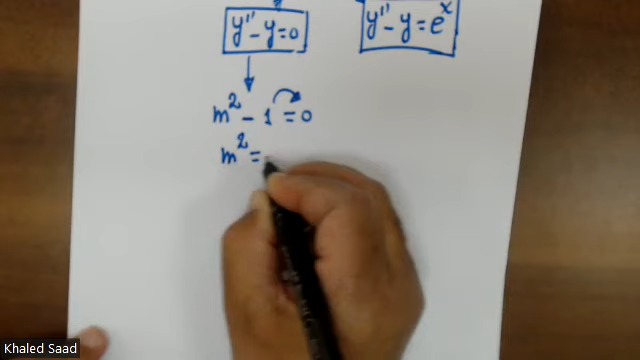 y'' - y = 0
y'' - y = e^x
m² - 1 = 0
m² =
Khaled Saad